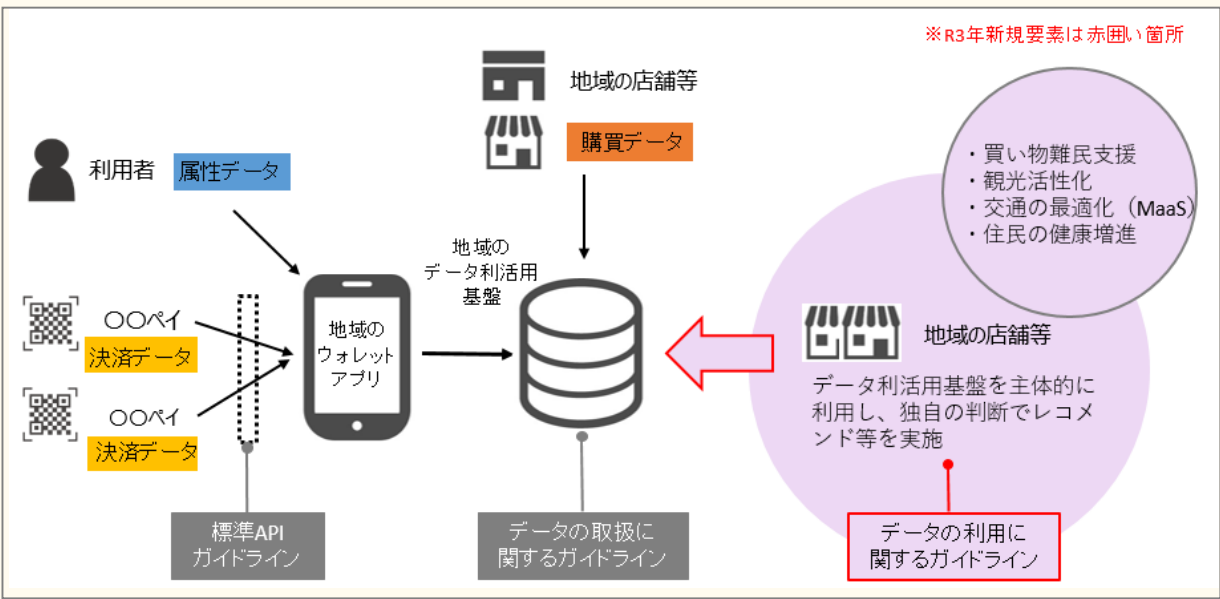 ※R3年新規要素は赤囲い箇所
地域の店舗等
購買データ
利用者
属性データ
・買い物難民支援
・観光活性化
・交通の最適化（MaaS）
・住民の健康増進
地域の
データ利活用
基盤
〇〇ペイ
決済データ
〇〇ペイ
決済データ
地域の
ウォレット
アプリ
地域の店舗等
データ利活用基盤を主体的に
利用し、独自の判断でレコメ
ンド等を実施
標準API
ガイドライン
データの取扱に
関するガイドライン
データの利用に
関するガイドライン